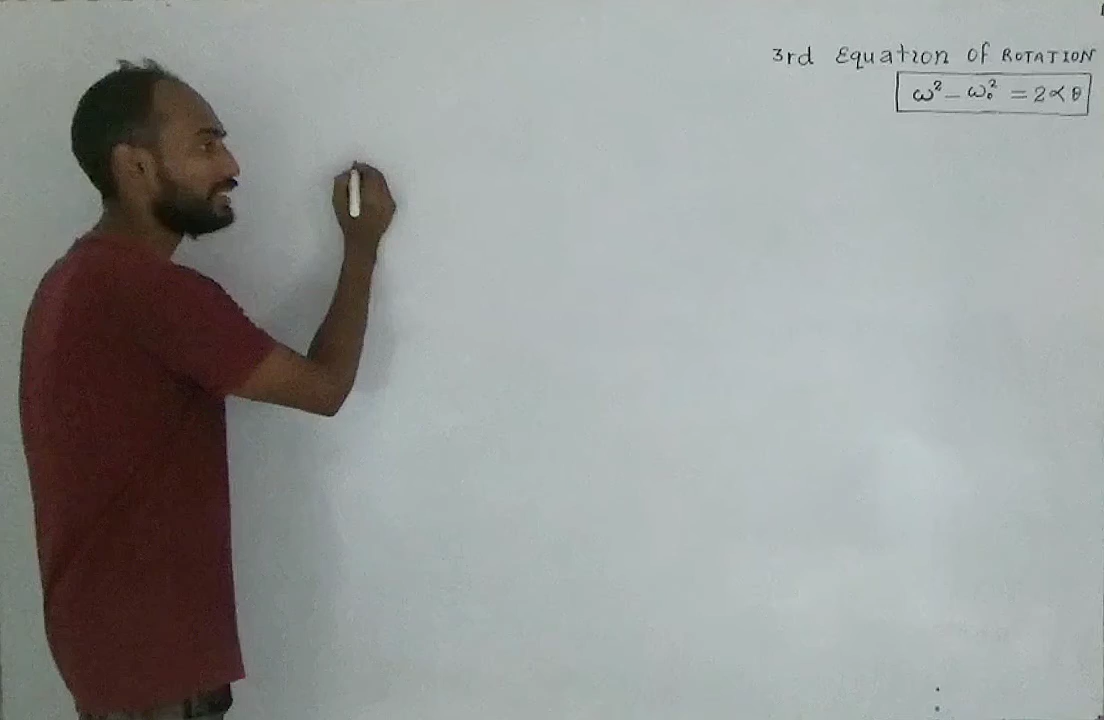 3rd Equation of ROTATION
ω² - ω₀² = 2αθ